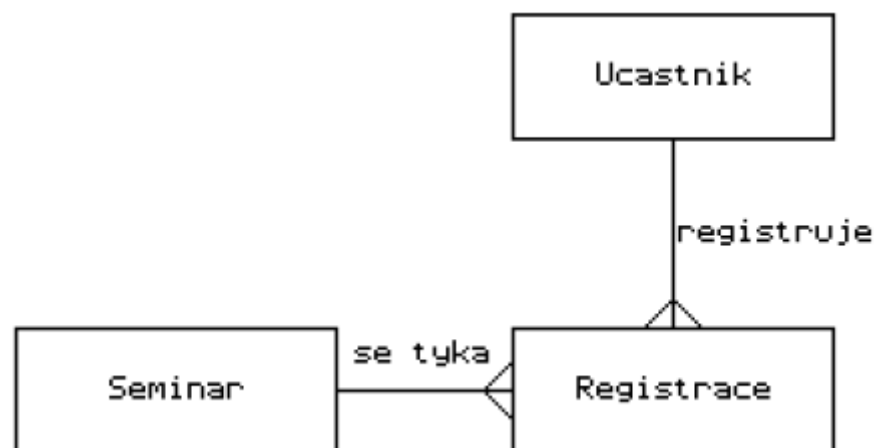 Ucastnik
registruje
se tyka
Seminar
Registrace